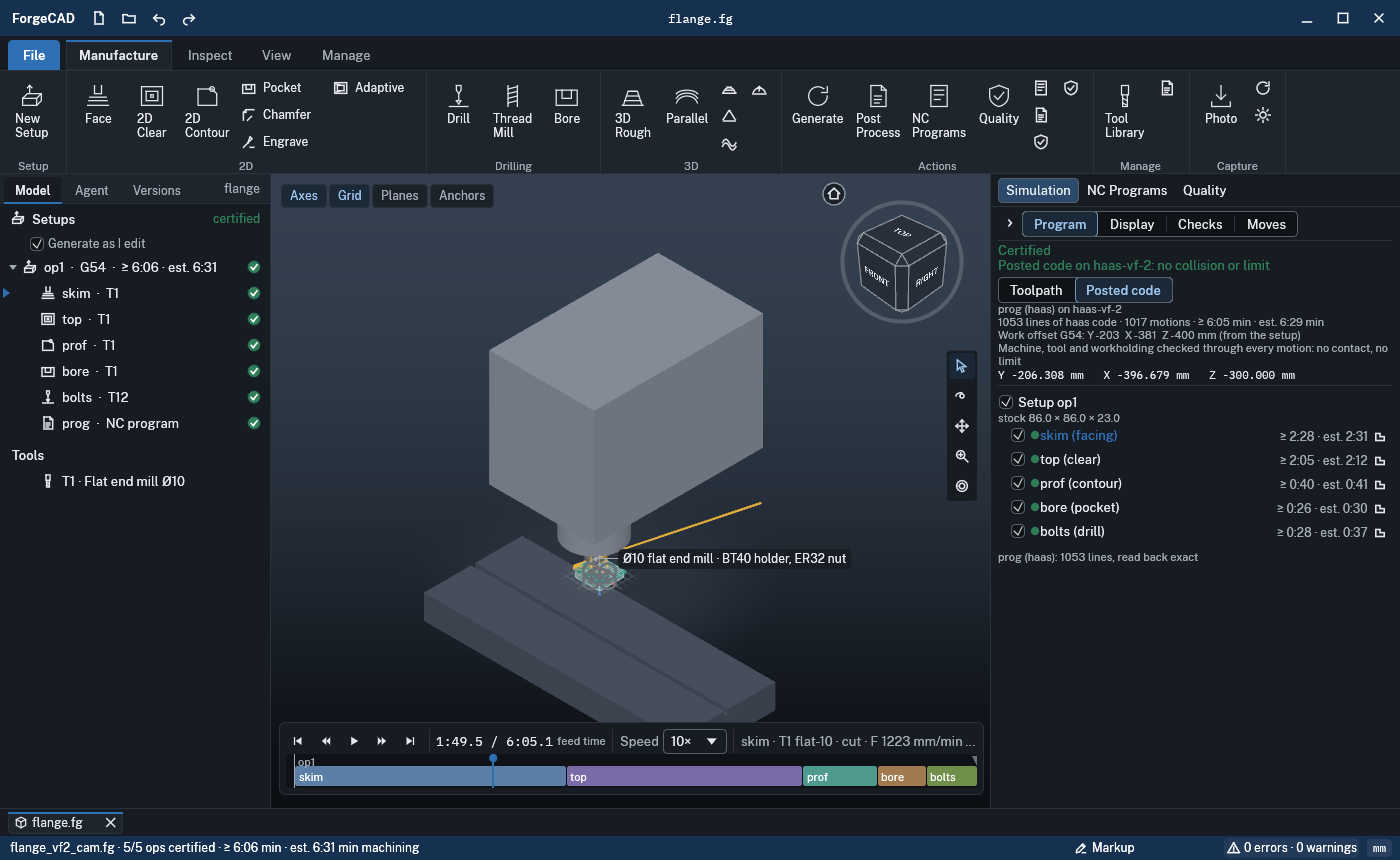 ForgeCAD
flange.fg
File
Manufacture
Inspect
View
Manage
New Setup
Setup
Face
2D Clear
2D Contour
Pocket
Chamfer
Engrave
Adaptive
2D
Drill
Thread Mill
Bore
Drilling
3D Rough
Parallel
3D
Generate
Post Process
NC Programs
Quality
Actions
Tool Library
Manage
Photo
Capture
Model
Agent
Versions
flange
Setups
certified
Generate as I edit
op1 · G54 · ≥ 6:06 · est. 6:31
skim · T1
top · T1
prof · T1
bore · T1
bolts · T12
prog · NC program
Tools
T1 · Flat end mill Ø10
Axes
Grid
Planes
Anchors
TOP
FRONT
RIGHT
Ø10 flat end mill · BT40 holder, ER32 nut
1:49.5 / 6:05.1 feed time
Speed
10×
skim · T1 flat-10 · cut · F 1223 mm/min ...
op1
skim
top
prof
bore
bolts
Simulation
NC Programs
Quality
Program
Display
Checks
Moves
Certified
Posted code on haas-vf-2: no collision or limit
Toolpath
Posted code
prog (haas) on haas-vf-2
1053 lines of haas code · 1017 motions · ≥ 6:05 min · est. 6:29 min
Work offset G54: Y -203 X -381 Z -400 mm (from the setup)
Machine, tool and workholding checked through every motion: no contact, no
limit
Y -206.308 mm X -396.679 mm Z -300.000 mm
Setup op1
stock 86.0 × 86.0 × 23.0
skim (facing) ≥ 2:28 · est. 2:31
top (clear) ≥ 2:05 · est. 2:12
prof (contour) ≥ 0:40 · est. 0:41
bore (pocket) ≥ 0:26 · est. 0:30
bolts (drill) ≥ 0:28 · est. 0:37
prog (haas): 1053 lines, read back exact
flange.fg
flange_vf2_cam.fg · 5/5 ops certified · ≥ 6:06 min · est. 6:31 min machining
Markup
0 errors · 0 warnings
mm